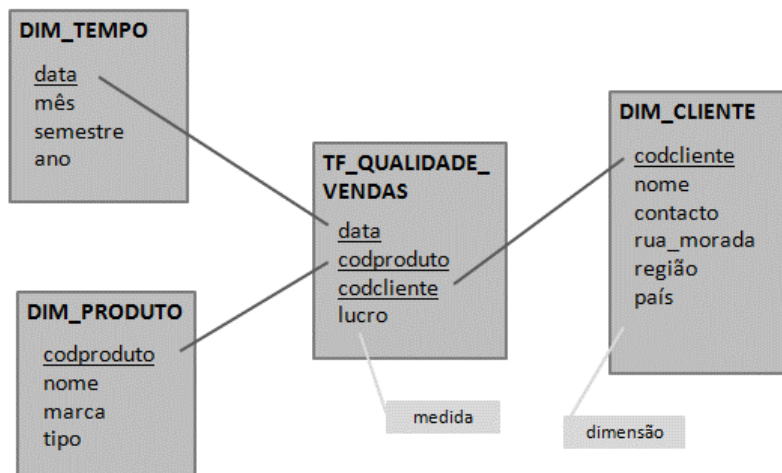 DIM_TEMPO
data
mês
semestre
ano
DIM_PRODUTO
codproduto
nome
marca
tipo
TF_QUALIDADE_
VENDAS
data
codproduto
codcliente
lucro
medida
DIM_CLIENTE
codcliente
nome
contacto
rua_morada
região
país
dimensão